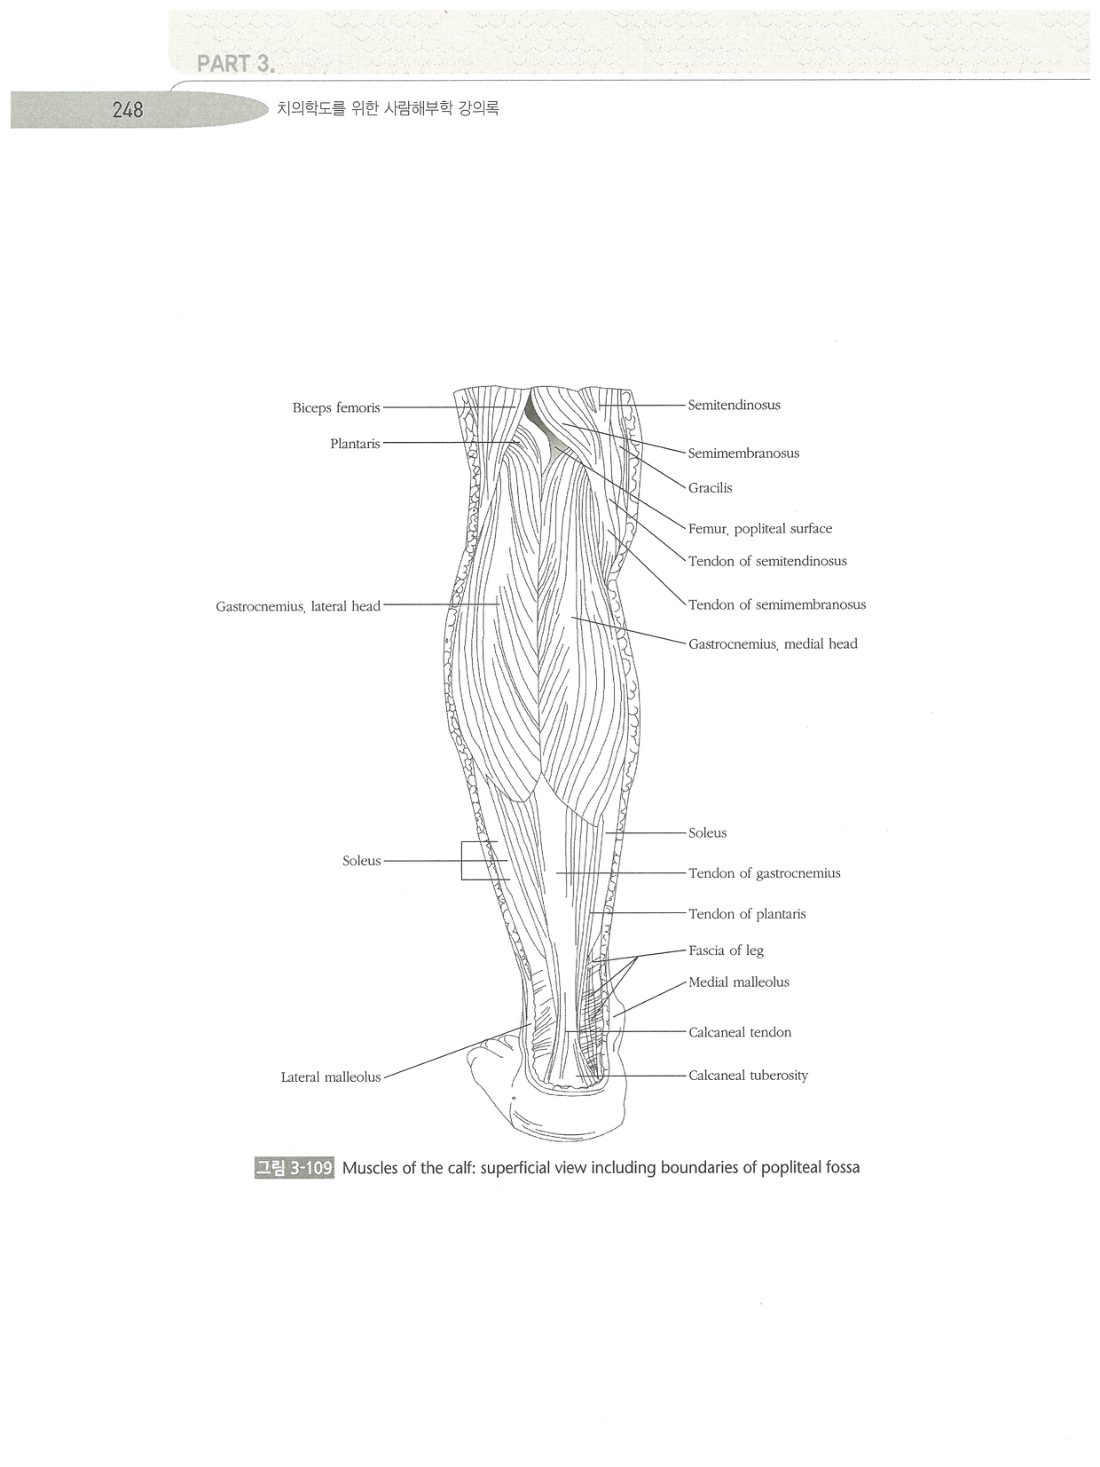 PART 3.
248
치의학도를 위한 사람해부학 강의록
Biceps femoris
Plantaris
Gastrocnemius, lateral head
Soleus
Lateral malleolus
Semitendinosus
Semimembranosus
Gracilis
Femur, popliteal surface
Tendon of semitendinosus
Tendon of semimembranosus
Gastrocnemius, medial head
Soleus
Tendon of gastrocnemius
Tendon of plantaris
Fascia of leg
Medial malleolus
Calcaneal tendon
Calcaneal tuberosity
그림 3-109 Muscles of the calf: superficial view including boundaries of popliteal fossa